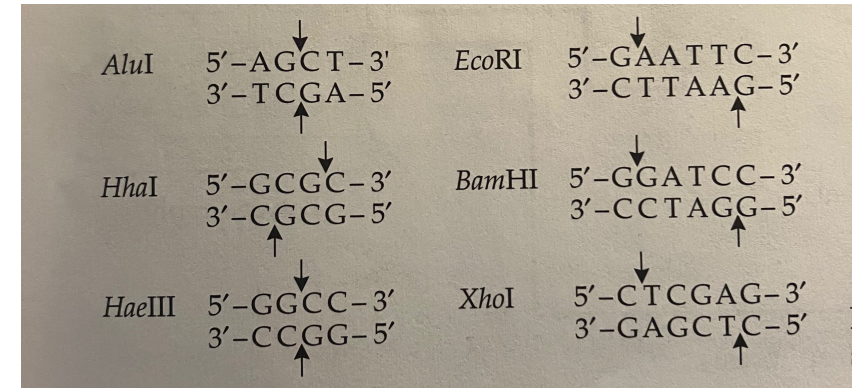 AluI 5′–AGCT–3'
3′–TCGA–5′
EcoRI 5′–GAATTC–3′
3′–CTTAAG–5′
HhaI 5′–GCGC–3′
3′–CGCG–5′
BamHI 5′–GGATCC–3′
3′–CCTAGG–5′
HaeIII 5′–GGCC–3′
3′–CCGG–5′
XhoI 5′–CTCGAG–3′
3′–GAGCTC–5′